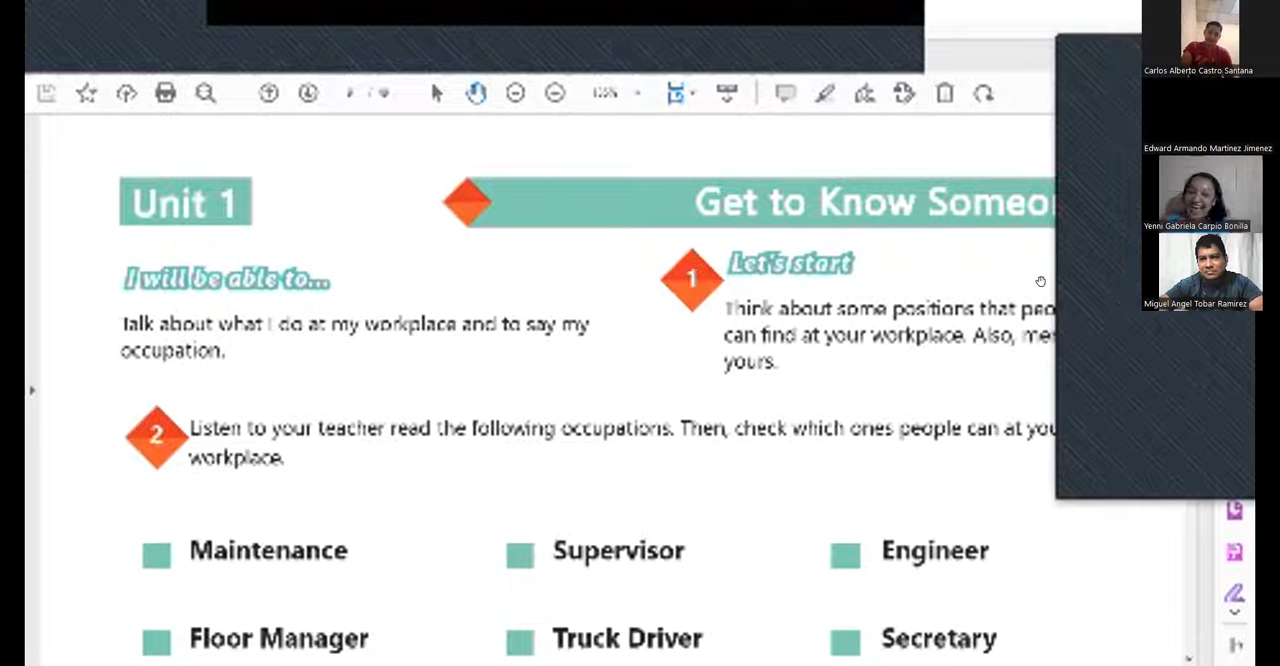 Unit 1
Get to Know Someo
I will be able to...
Talk about what I do at my workplace and to say my
occupation.
1
Let's start
Think about some positions that peo
can find at your workplace. Also, me
yours.
2
Listen to your teacher read the following occupations. Then, check which ones people can at you
workplace.
Maintenance
Supervisor
Engineer
Floor Manager
Truck Driver
Secretary
Carlos Alberto Castro Santana
Edward Armando Martinez Jimenez
Yenni Gabriela Carpio Bonilla
Miguel Angel Tobar Ramirez